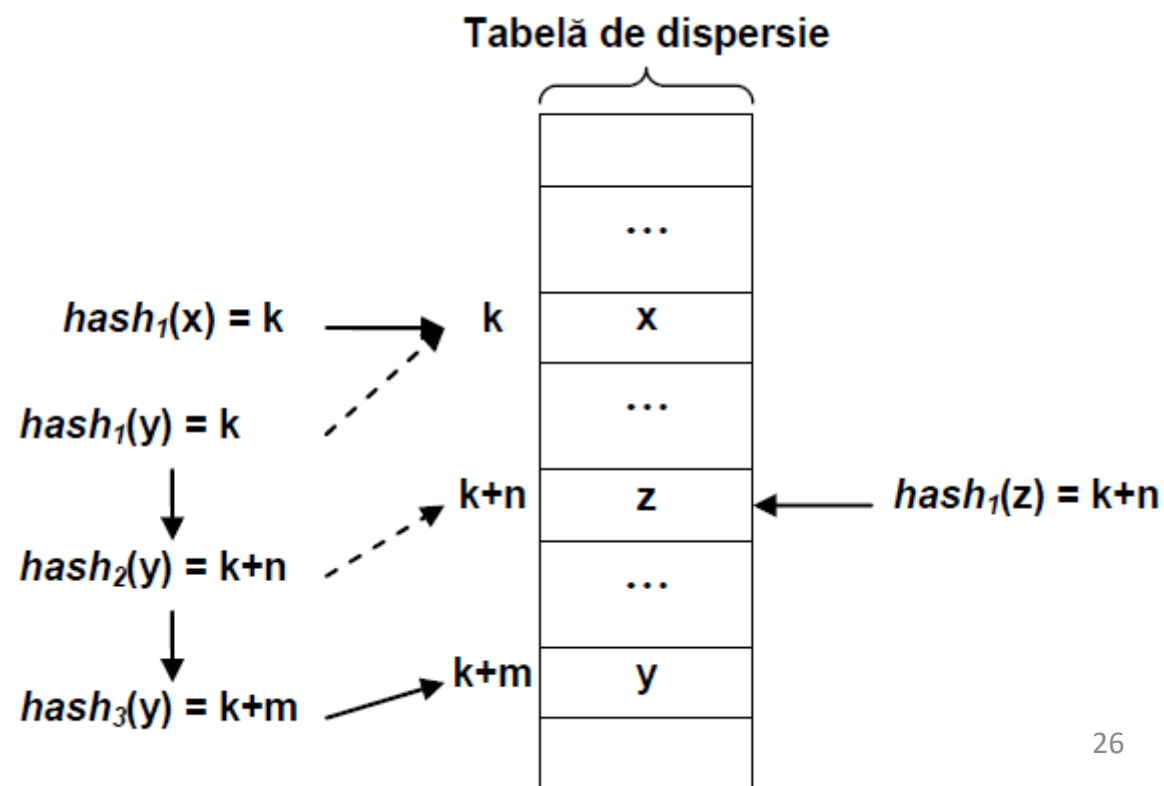 Tabelă de dispersie
...
hash₁(x) = k
k
x
hash₁(y) = k
...
k+n
z
hash₁(z) = k+n
hash₂(y) = k+n
...
k+m
y
hash₃(y) = k+m
26